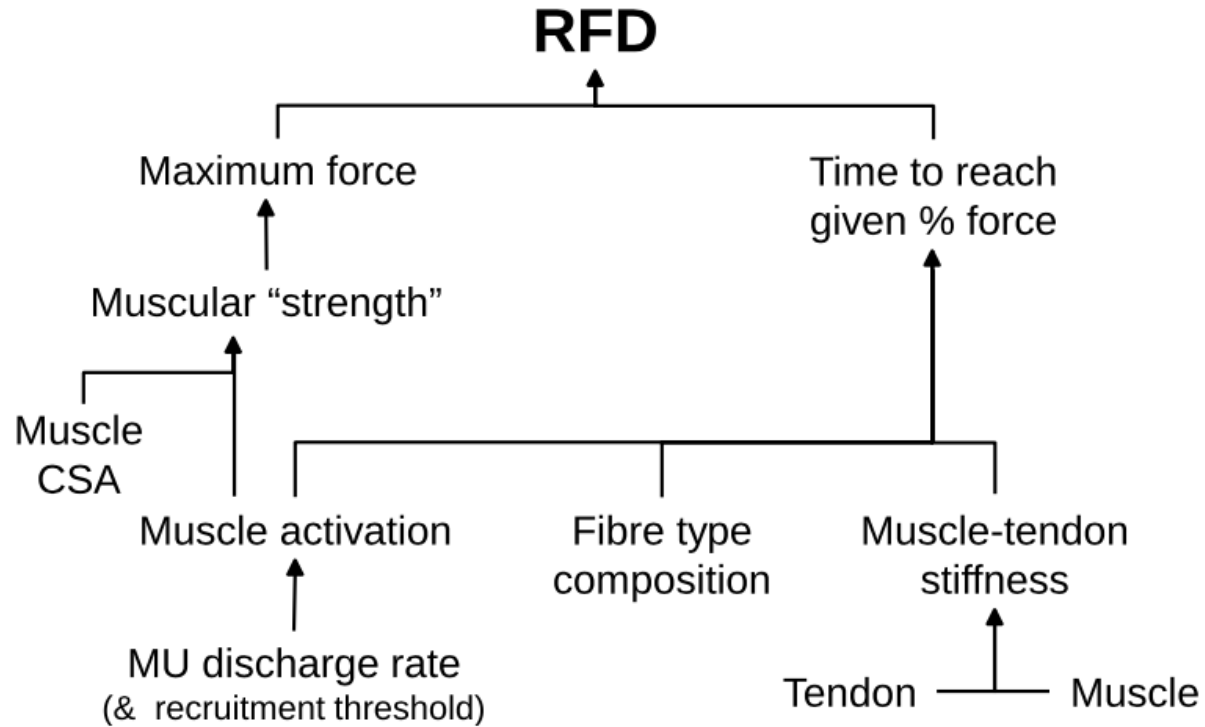 RFD
Maximum force
Time to reach
given % force
Muscular “strength”
Muscle
CSA
Muscle activation
Fibre type
composition
Muscle-tendon
stiffness
MU discharge rate
(& recruitment threshold)
Tendon
Muscle